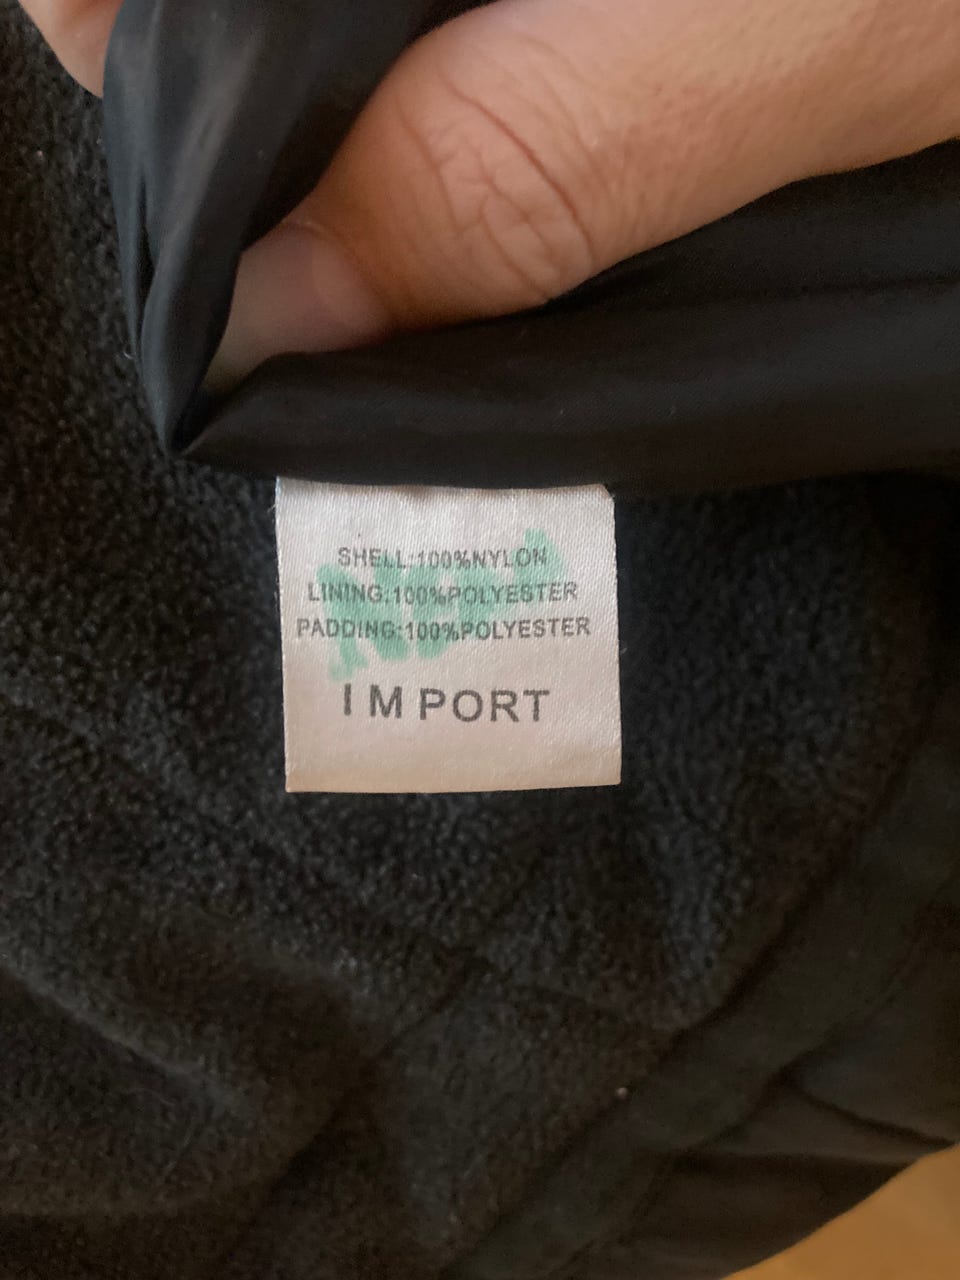 SHELL:100%NYLON
LINING:100%POLYESTER
PADDING:100%POLYESTER
IMPORT